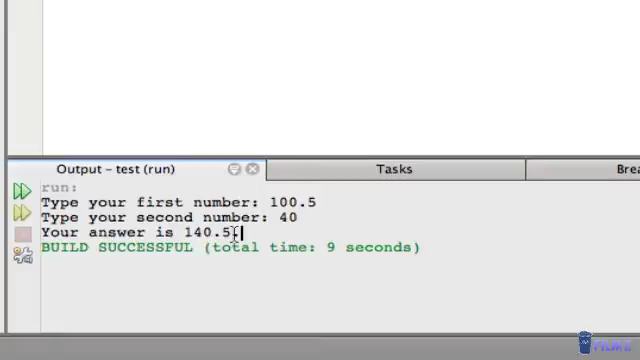 Output - test (run)
Tasks
run:
Type your first number: 100.5
Type your second number: 40
Your answer is 140.5.
BUILD SUCCESSFUL (total time: 9 seconds)